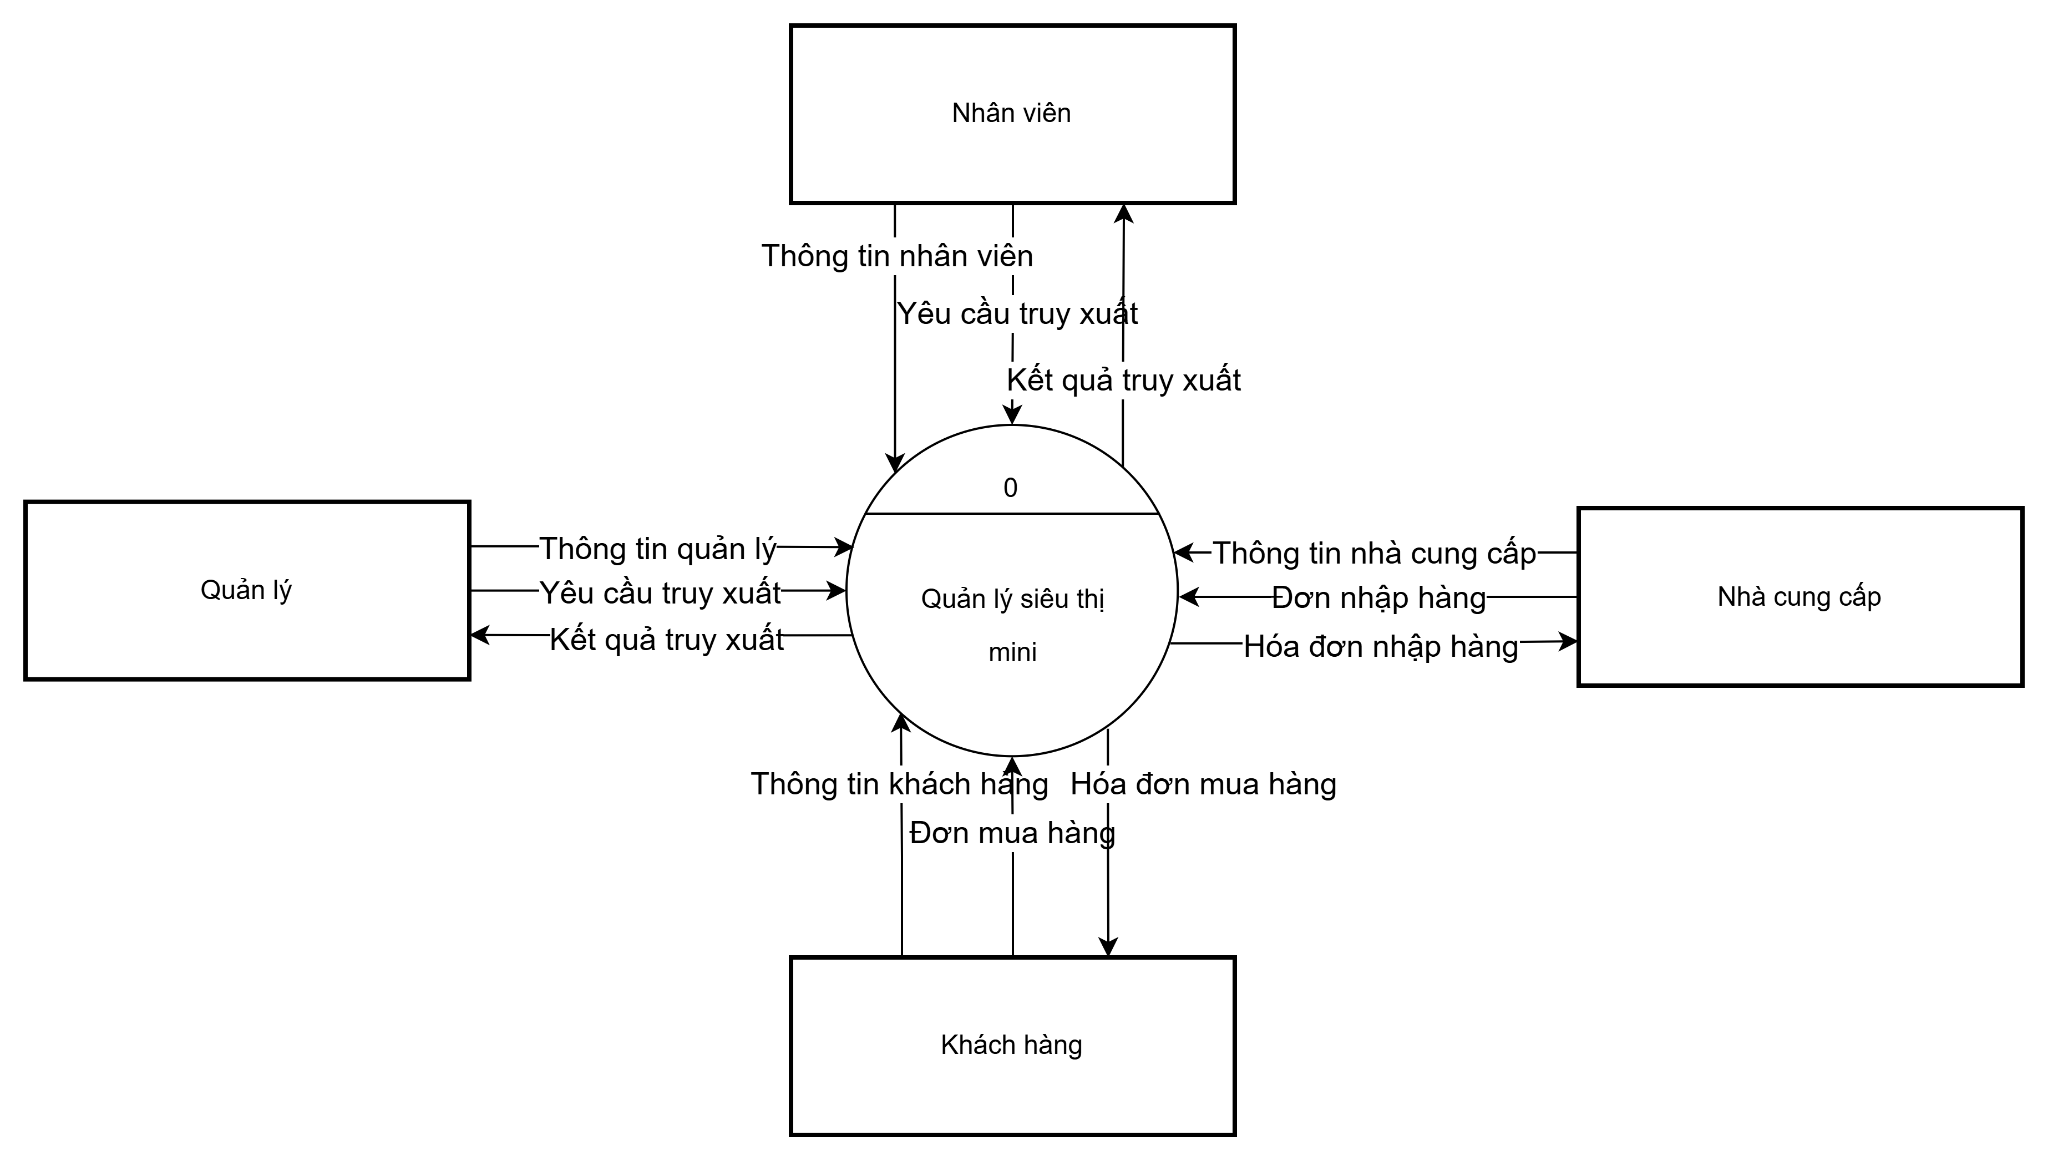 Nhân viên
Thông tin nhân viên
Yêu cầu truy xuất
Kết quả truy xuất
0
Quản lý siêu thị
mini
Quản lý
Thông tin quản lý
Yêu cầu truy xuất
Kết quả truy xuất
Thông tin nhà cung cấp
Đơn nhập hàng
Hóa đơn nhập hàng
Nhà cung cấp
Thông tin khách hàng
Hóa đơn mua hàng
Đơn mua hàng
Khách hàng